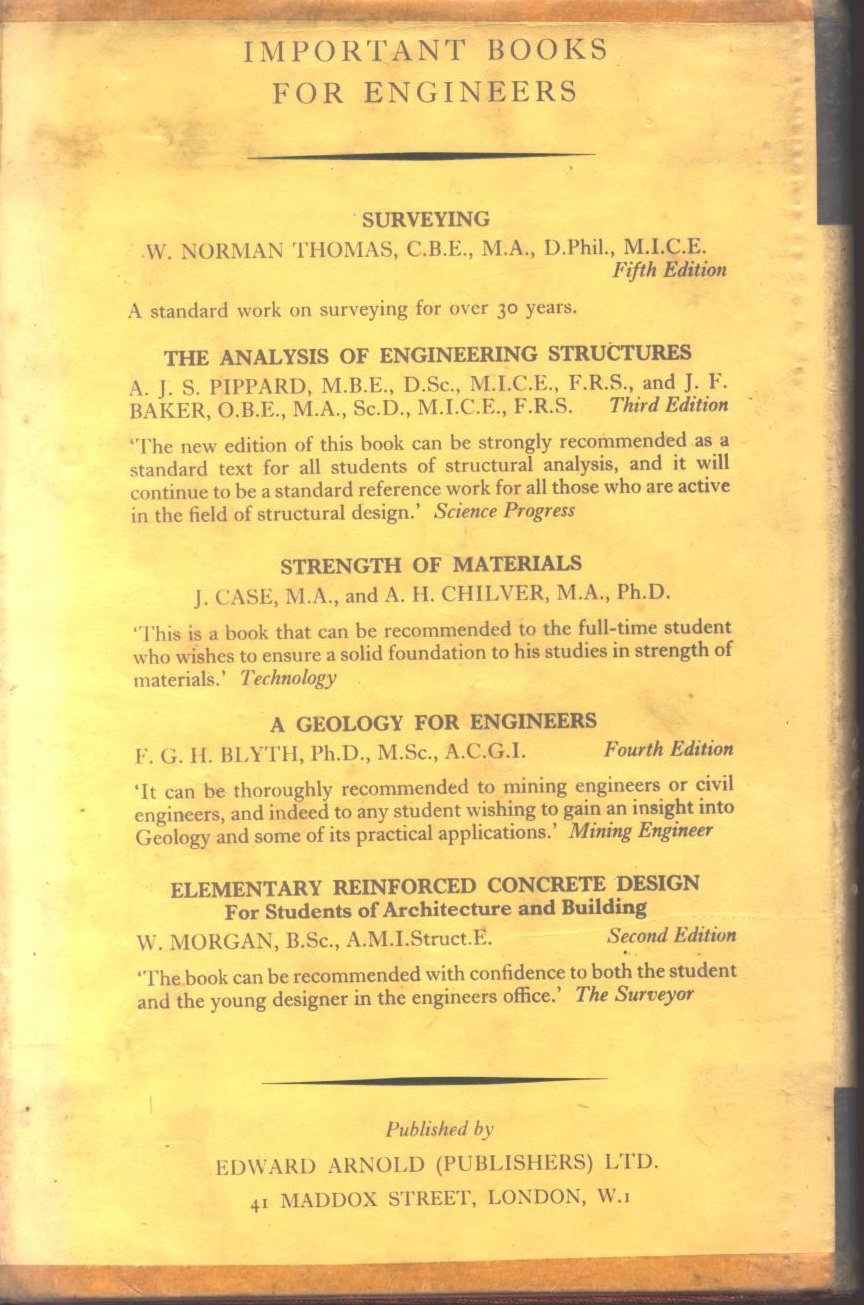 IMPORTANT BOOKS
FOR ENGINEERS
SURVEYING
W. NORMAN THOMAS, C.B.E., M.A., D.Phil., M.I.C.E.
Fifth Edition
A standard work on surveying for over 30 years.
THE ANALYSIS OF ENGINEERING STRUCTURES
A. J. S. PIPPARD, M.B.E., D.Sc., M.I.C.E., F.R.S., and J. F.
BAKER, O.B.E., M.A., Sc.D., M.I.C.E., F.R.S. Third Edition
‘The new edition of this book can be strongly recommended as a
standard text for all students of structural analysis, and it will
continue to be a standard reference work for all those who are active
in the field of structural design.’ Science Progress
STRENGTH OF MATERIALS
J. CASE, M.A., and A. H. CHILVER, M.A., Ph.D.
‘This is a book that can be recommended to the full-time student
who wishes to ensure a solid foundation to his studies in strength of
materials.’ Technology
A GEOLOGY FOR ENGINEERS
F. G. H. BLYTH, Ph.D., M.Sc., A.C.G.I. Fourth Edition
‘It can be thoroughly recommended to mining engineers or civil
engineers, and indeed to any student wishing to gain an insight into
Geology and some of its practical applications.’ Mining Engineer
ELEMENTARY REINFORCED CONCRETE DESIGN
For Students of Architecture and Building
W. MORGAN, B.Sc., A.M.I.Struct.E. Second Edition
‘The book can be recommended with confidence to both the student
and the young designer in the engineers office.’ The Surveyor
Published by
EDWARD ARNOLD (PUBLISHERS) LTD.
41 MADDOX STREET, LONDON, W.1